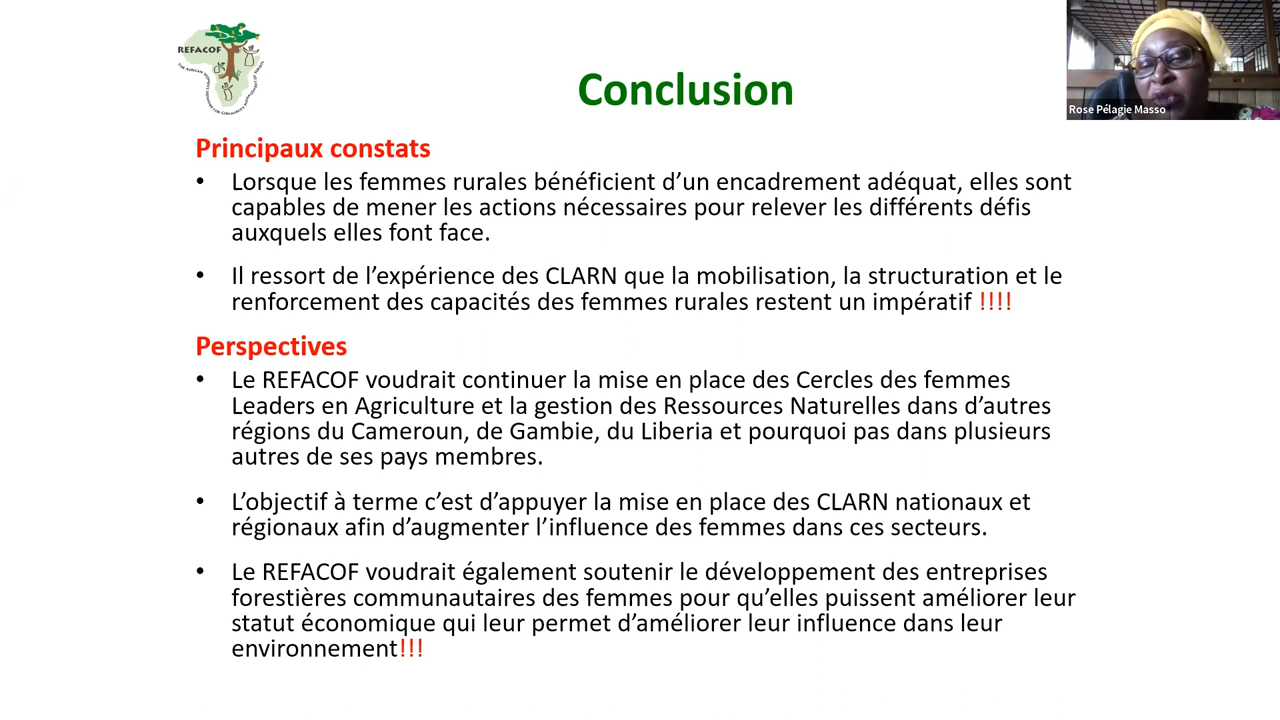 REFACOF
Conclusion
Rose Pélagie Masso
Principaux constats
• Lorsque les femmes rurales bénéficient d’un encadrement adéquat, elles sont
capables de mener les actions nécessaires pour relever les différents défis
auxquels elles font face.
• Il ressort de l’expérience des CLARN que la mobilisation, la structuration et le
renforcement des capacités des femmes rurales restent un impératif !!!!
Perspectives
• Le REFACOF voudrait continuer la mise en place des Cercles des femmes
Leaders en Agriculture et la gestion des Ressources Naturelles dans d’autres
régions du Cameroun, de Gambie, du Liberia et pourquoi pas dans plusieurs
autres de ses pays membres.
• L’objectif à terme c’est d’appuyer la mise en place des CLARN nationaux et
régionaux afin d’augmenter l’influence des femmes dans ces secteurs.
• Le REFACOF voudrait également soutenir le développement des entreprises
forestières communautaires des femmes pour qu’elles puissent améliorer leur
statut économique qui leur permet d’améliorer leur influence dans leur
environnement!!!